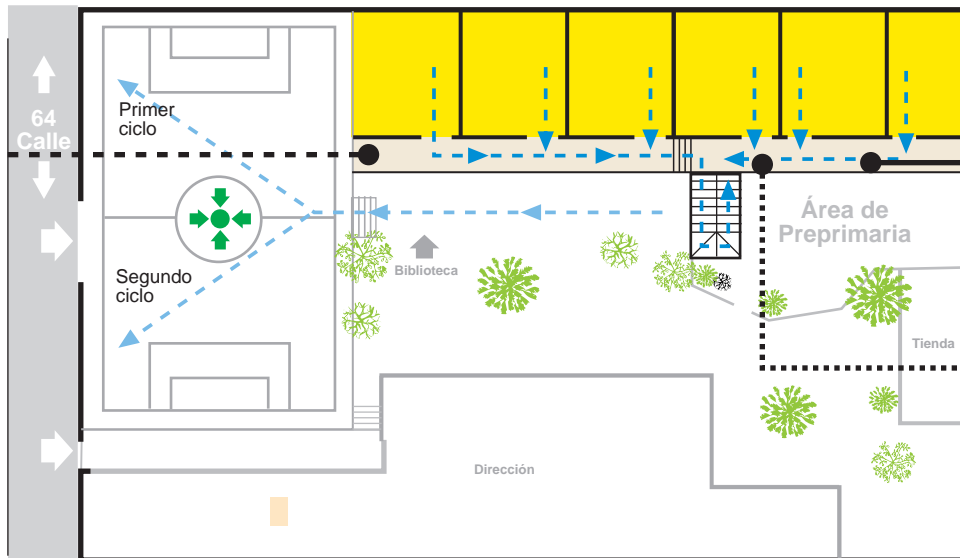 64
Calle
Primer
ciclo
Segundo
ciclo
Biblioteca
Área de
Preprimaria
Tienda
Dirección